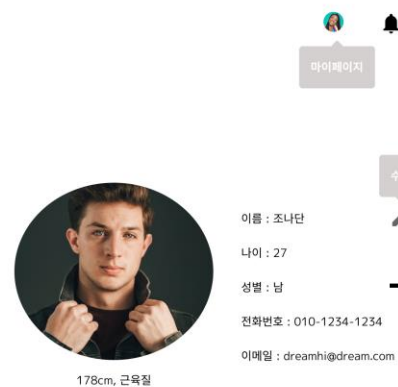 마이페이지
수
이름 : 조나단
나이 : 27
성별 : 남
전화번호 : 010-1234-1234
이메일 : dreamhi@dream.com
178cm, 근육질